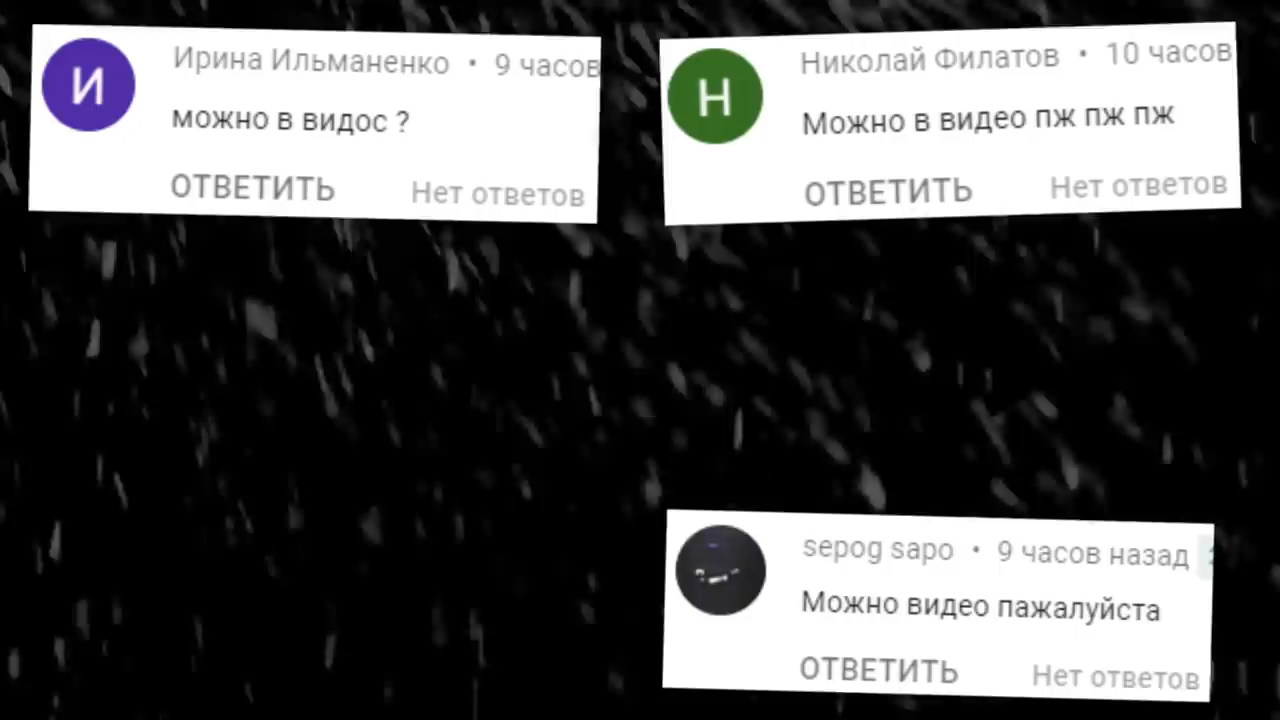 И
Ирина Ильманенко • 9 часов
можно в видос ?
ОТВЕТИТЬ Нет ответов
Н
Николай Филатов • 10 часов
Можно в видео пж пж пж
ОТВЕТИТЬ Нет ответов
sepog sapo • 9 часов назад
Можно видео пажалуйста
ОТВЕТИТЬ Нет ответов